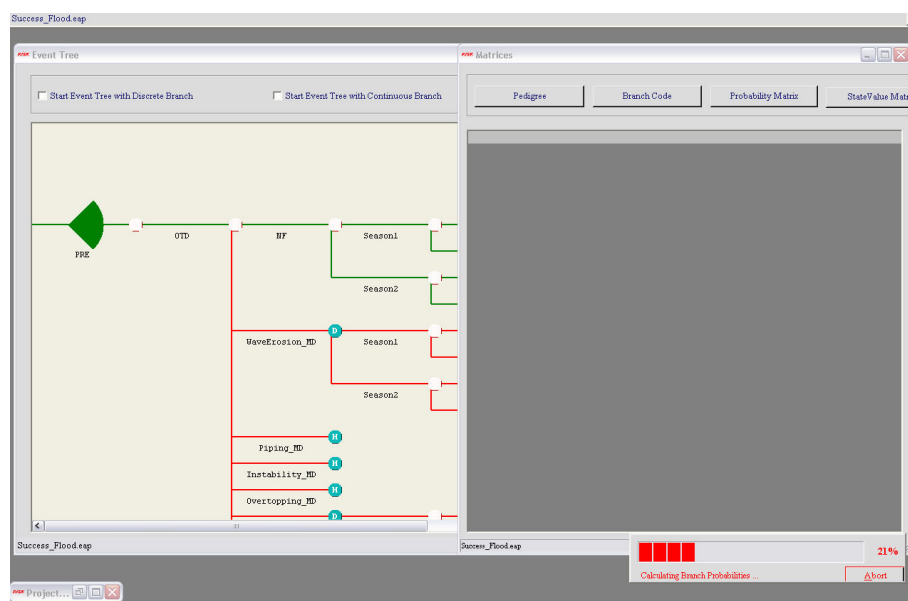 Success_Flood.eap
Event Tree
Start Event Tree with Discrete Branch
Start Event Tree with Continuous Branch
PRE
OTD
NF
Season1
Season2
WaveErosion_MD
D
Season1
Season2
Piping_MD
H
Instability_MD
H
Overtopping_MD
H
D
Success_Flood.eap
Matrices
Pedigree
Branch Code
Probability Matrix
StateValue Matr
Success_Flood.eap
21%
Calculating Branch Probabilities ...
Abort
Project...